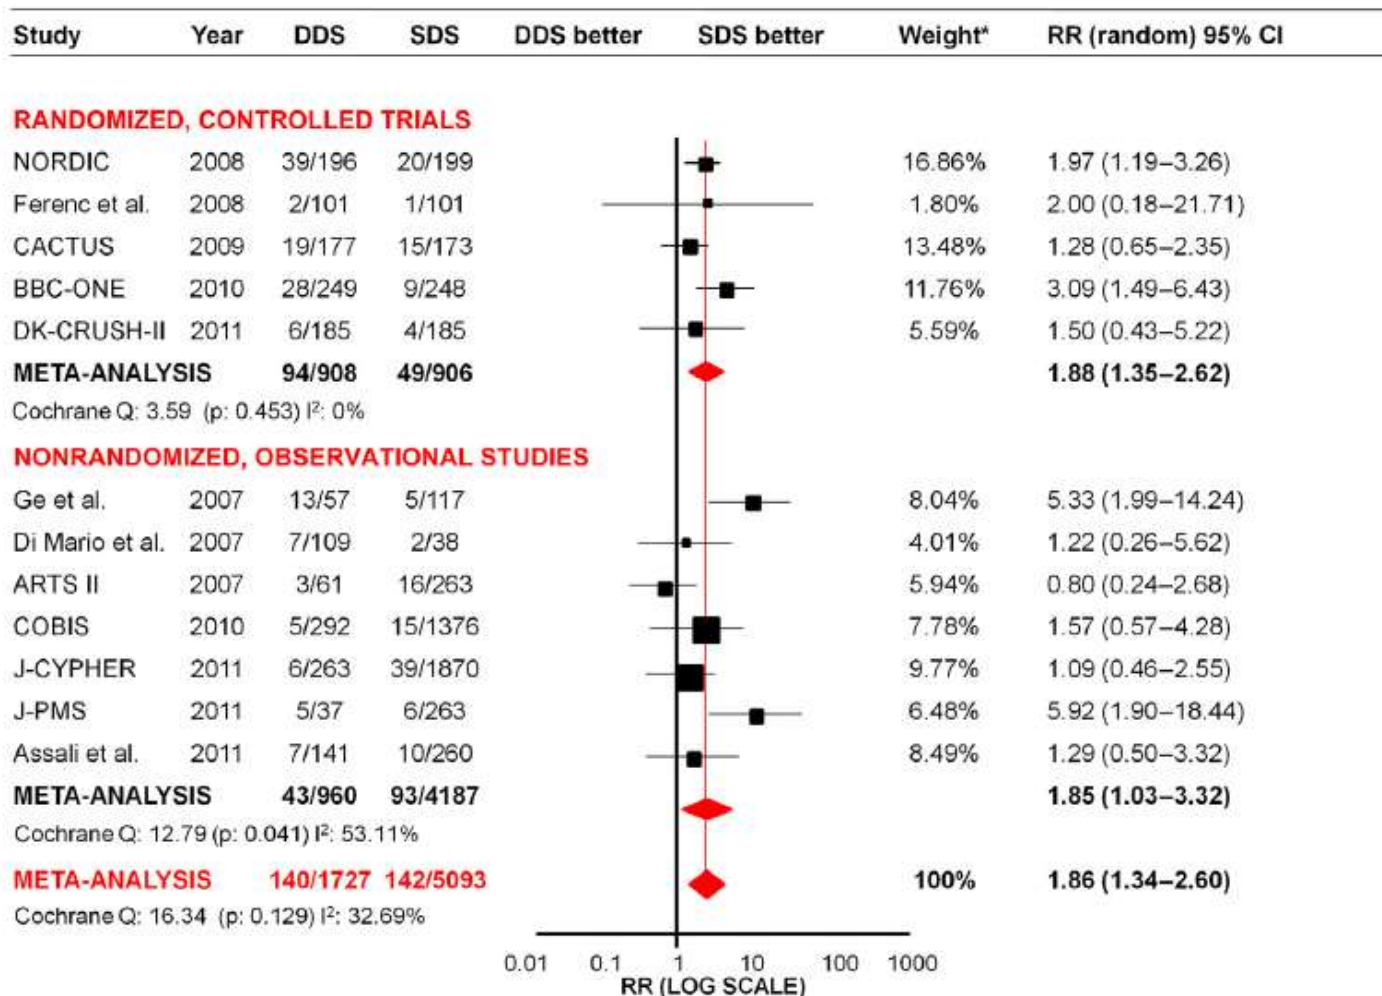 Study Year DDS SDS DDS better SDS better Weight* RR (random) 95% CI
RANDOMIZED, CONTROLLED TRIALS
NORDIC 2008 39/196 20/199 16.86% 1.97 (1.19–3.26)
Ferenc et al. 2008 2/101 1/101 1.80% 2.00 (0.18–21.71)
CACTUS 2009 19/177 15/173 13.48% 1.28 (0.65–2.35)
BBC-ONE 2010 28/249 9/248 11.76% 3.09 (1.49–6.43)
DK-CRUSH-II 2011 6/185 4/185 5.59% 1.50 (0.43–5.22)
META-ANALYSIS 94/908 49/906 1.88 (1.35–2.62)
Cochrane Q: 3.59 (p: 0.453) I²: 0%
NONRANDOMIZED, OBSERVATIONAL STUDIES
Ge et al. 2007 13/57 5/117 8.04% 5.33 (1.99–14.24)
Di Mario et al. 2007 7/109 2/38 4.01% 1.22 (0.26–5.62)
ARTS II 2007 3/61 16/263 5.94% 0.80 (0.24–2.68)
COBIS 2010 5/292 15/1376 7.78% 1.57 (0.57–4.28)
J-CYPHER 2011 6/263 39/1870 9.77% 1.09 (0.46–2.55)
J-PMS 2011 5/37 6/263 6.48% 5.92 (1.90–18.44)
Assali et al. 2011 7/141 10/260 8.49% 1.29 (0.50–3.32)
META-ANALYSIS 43/960 93/4187 1.85 (1.03–3.32)
Cochrane Q: 12.79 (p: 0.041) I²: 53.11%
META-ANALYSIS 140/1727 142/5093 100% 1.86 (1.34–2.60)
Cochrane Q: 16.34 (p: 0.129) I²: 32.69%
0.01 0.1 1 10 100 1000
RR (LOG SCALE)